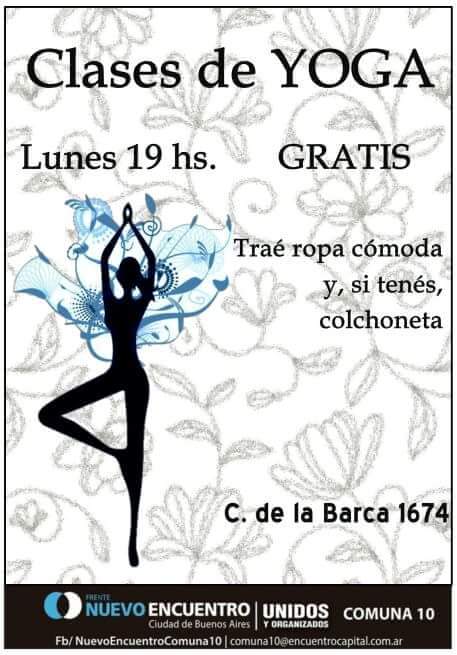 Clases de YOGA
Lunes 19 hs. GRATIS
Traé ropa cómoda
y, si tenés,
colchoneta
C. de la Barca 1674
FRENTE
NUEVO ENCUENTRO
Ciudad de Buenos Aires
UNIDOS
Y ORGANIZADOS
COMUNA 10
Fb/ NuevoEncuentroComuna10 | comuna10@encuentrocapital.com.ar